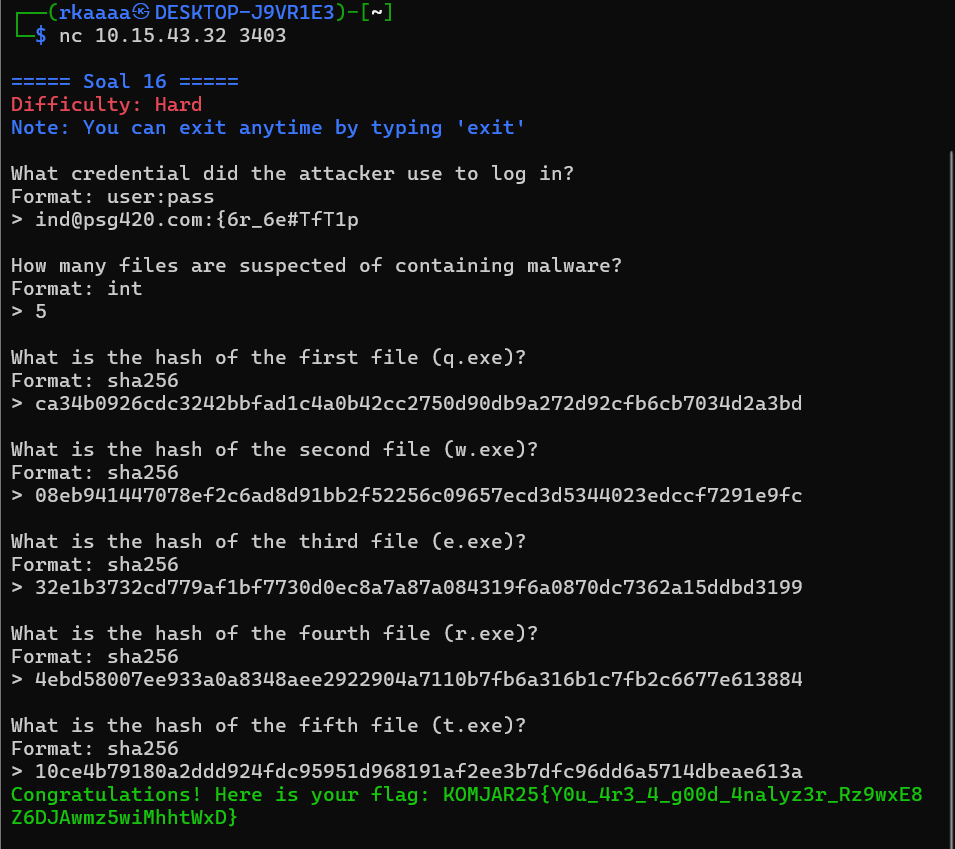 ┌──(rkaaaa㉿DESKTOP-J9VR1E3)-[~]
└─$ nc 10.15.43.32 3403
===== Soal 16 =====
Difficulty: Hard
Note: You can exit anytime by typing 'exit'
What credential did the attacker use to log in?
Format: user:pass
> ind@psg420.com:{6r_6e#TfT1p
How many files are suspected of containing malware?
Format: int
> 5
What is the hash of the first file (q.exe)?
Format: sha256
> ca34b0926cdc3242bbfad1c4a0b42cc2750d90db9a272d92cfb6cb7034d2a3bd
What is the hash of the second file (w.exe)?
Format: sha256
> 08eb941447078ef2c6ad8d91bb2f52256c09657ecd3d5344023edccf7291e9fc
What is the hash of the third file (e.exe)?
Format: sha256
> 32e1b3732cd779af1bf7730d0ec8a7a87a084319f6a0870dc7362a15ddbd3199
What is the hash of the fourth file (r.exe)?
Format: sha256
> 4ebd58007ee933a0a8348aee2922904a7110b7fb6a316b1c7fb2c6677e613884
What is the hash of the fifth file (t.exe)?
Format: sha256
> 10ce4b79180a2ddd924fdc95951d968191af2ee3b7dfc96dd6a5714dbeae613a
Congratulations! Here is your flag: KOMJAR25{Y0u_4r3_4_g00d_4nalyz3r_Rz9wxE8
Z6DJAwmz5wiMhhtWxD}